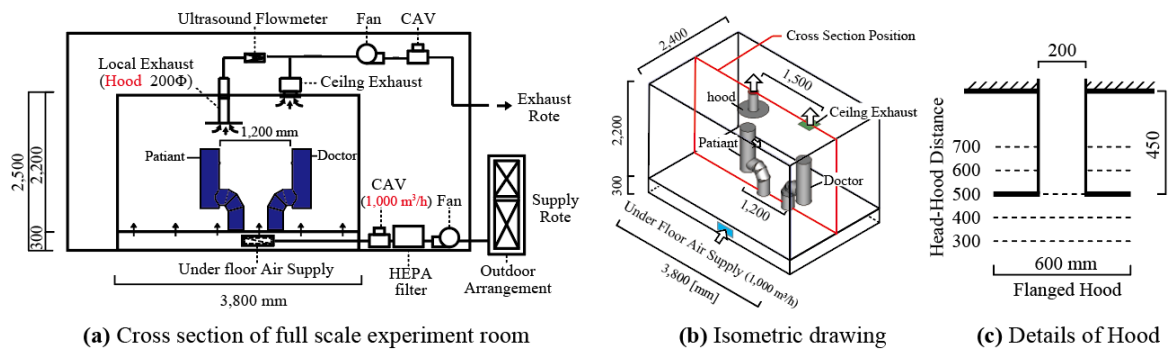 Ultrasound Flowmeter
Fan
CAV
Local Exhaust
(Hood 200Φ)
Ceilng Exhaust
Exhaust
Rote
1,200 mm
Patiant
Doctor
2,500
2,200
300
CAV
(1,000 m³/h)
Fan
Supply
Rote
Under floor Air Supply
HEPA
filter
Outdoor
Arrangement
3,800 mm
(a) Cross section of full scale experiment room
2,400
Cross Section Position
1,500
hood
Ceilng Exhaust
2,200
Patiant
Doctor
300
1,200
Under Floor Air Supply (1,000 m³/h)
3,800 [mm]
(b) Isometric drawing
200
Head-Hood Distance
700
600
500
400
300
450
600 mm
Flanged Hood
(c) Details of Hood